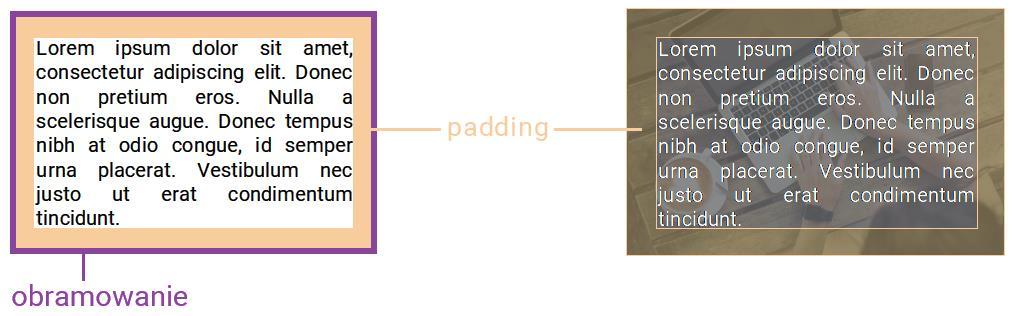 Lorem ipsum dolor sit amet,
consectetur adipiscing elit. Donec
non pretium eros. Nulla a
scelerisque augue. Donec tempus
nibh at odio congue, id semper
urna placerat. Vestibulum nec
justo ut erat condimentum
tincidunt.
padding
Lorem ipsum dolor sit amet,
consectetur adipiscing elit. Donec
non pretium eros. Nulla a
scelerisque augue. Donec tempus
nibh at odio congue, id semper
urna placerat. Vestibulum nec
justo ut erat condimentum
tincidunt.
obramowanie